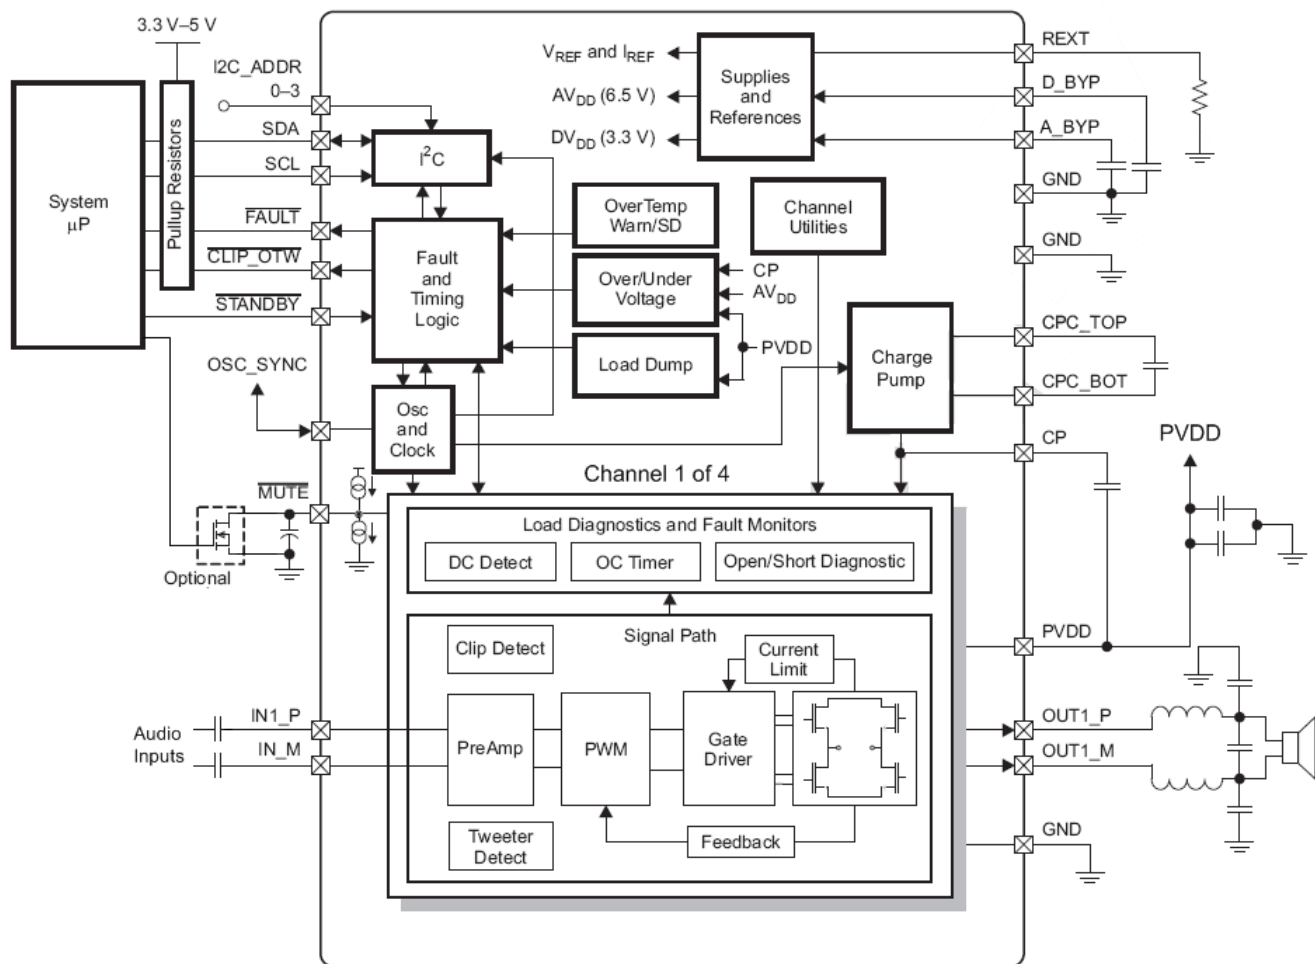 3.3 V–5 V
I2C_ADDR
0–3
SDA
SCL
FAULT
CLIP_OTW
STANDBY
System
μP
Pullup Resistors
OSC_SYNC
MUTE
Optional
Audio
Inputs
IN1_P
IN_M
I²C
Fault
and
Timing
Logic
Osc
and
Clock
VREF and IREF
AVDD (6.5 V)
DVDD (3.3 V)
Supplies
and
References
OverTemp
Warn/SD
Over/Under
Voltage
Load Dump
CP
AVDD
PVDD
Channel
Utilities
Charge
Pump
Channel 1 of 4
Load Diagnostics and Fault Monitors
DC Detect
OC Timer
Open/Short Diagnostic
Signal Path
Clip Detect
Current
Limit
PreAmp
PWM
Gate
Driver
Tweeter
Detect
Feedback
REXT
D_BYP
A_BYP
GND
GND
CPC_TOP
CPC_BOT
CP
PVDD
PVDD
OUT1_P
OUT1_M
GND